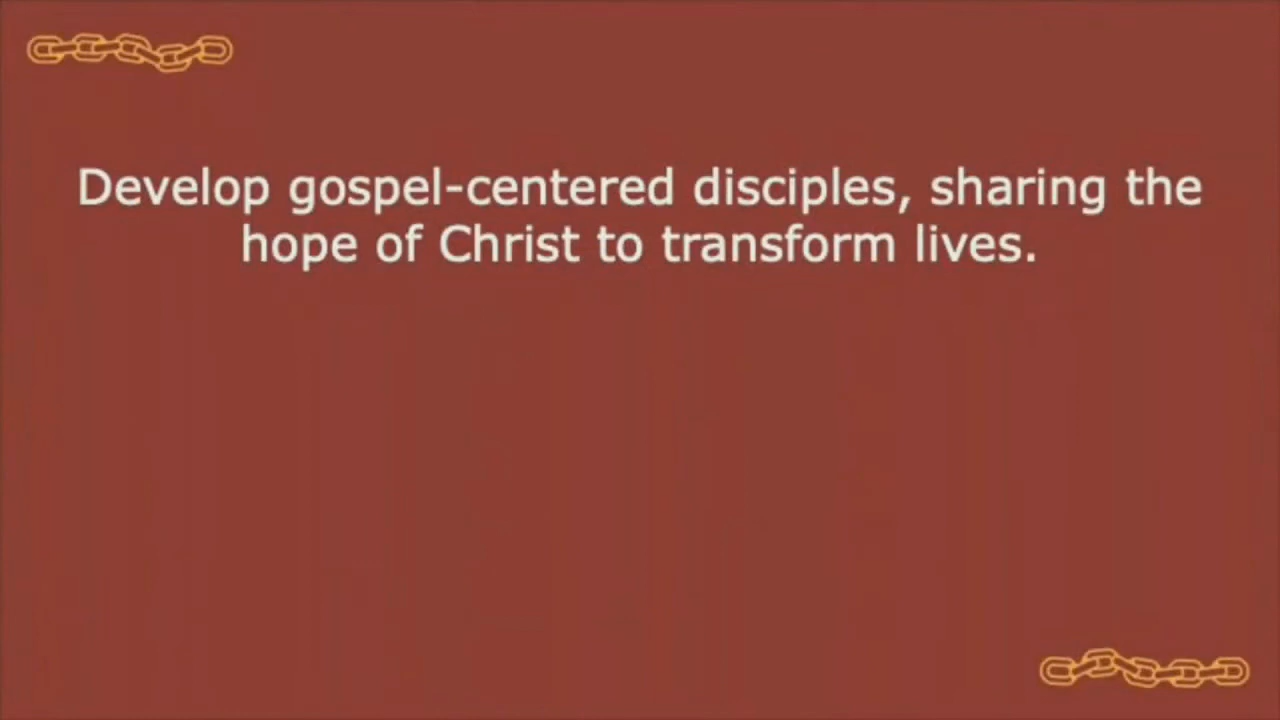 Develop gospel-centered disciples, sharing the
hope of Christ to transform lives.